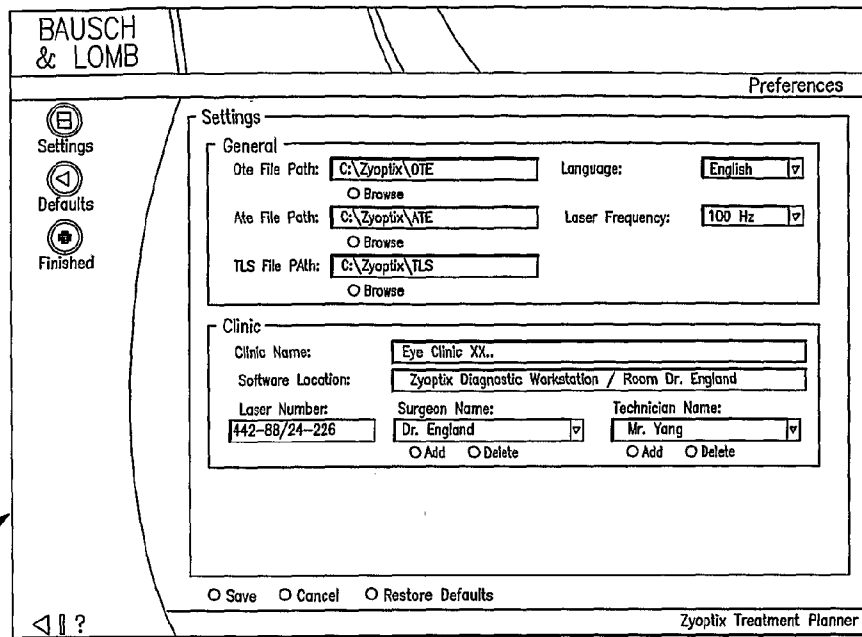 BAUSCH
& LOMB
Preferences
Settings
Defaults
Finished
Settings
General
Ote File Path: C:\Zyoptix\OTE Language: English
Browse
Ate File Path: C:\Zyoptix\ATE Laser Frequency: 100 Hz
Browse
TLS File PAth: C:\Zyoptix\TLS
Browse
Clinic
Clinic Name: Eye Clinic XX..
Software Location: Zyoptix Diagnostic Workstation / Room Dr. England
Laser Number: Surgeon Name: Technician Name:
442-88/24-226 Dr. England Mr. Yang
Add Delete Add Delete
Save Cancel Restore Defaults
? Zyoptix Treatment Planner